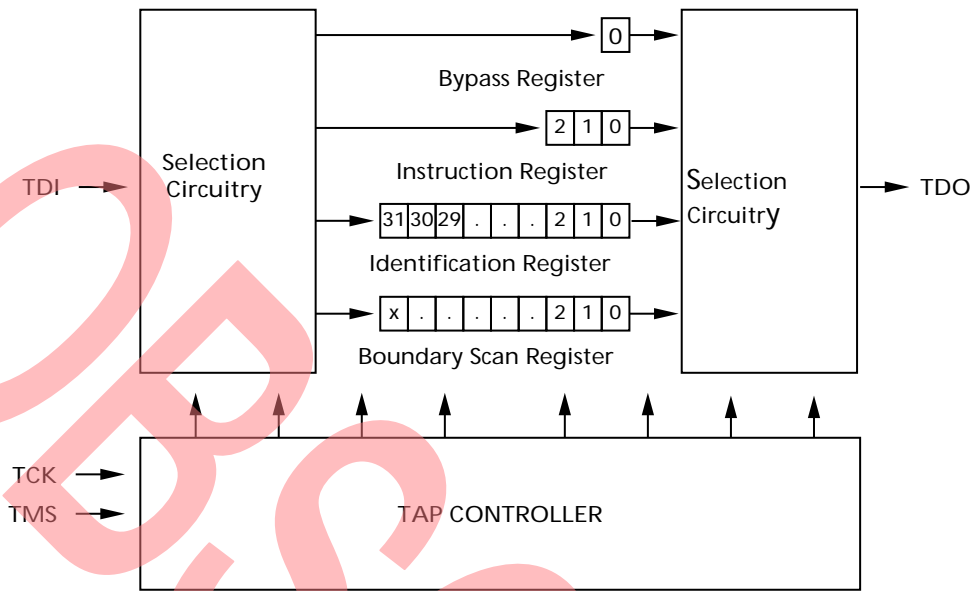 0
Bypass Register
2 1 0
Selection
Circuitry
Instruction Register
TDI
Selection
Circuitry
TDO
31 30 29 . . . 2 1 0
Identification Register
x . . . . . 2 1 0
Boundary Scan Register
TCK
TMS
TAP CONTROLLER